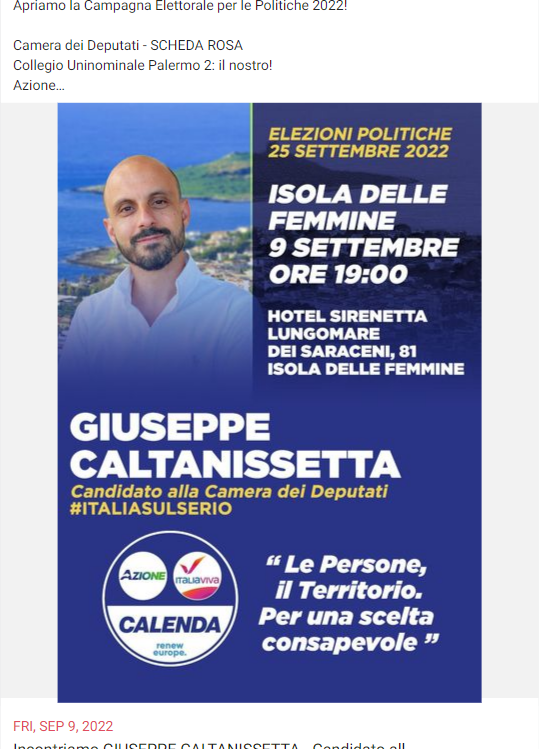 Apriamo la Campagna Elettorale per le Politiche 2022!
Camera dei Deputati - SCHEDA ROSA
Collegio Uninominale Palermo 2: il nostro!
Azione…
ELEZIONI POLITICHE
25 SETTEMBRE 2022
ISOLA DELLE
FEMMINE
9 SETTEMBRE
ORE 19:00
HOTEL SIRENETTA
LUNGOMARE
DEI SARACENI, 81
ISOLA DELLE FEMMINE
GIUSEPPE
CALTANISSETTA
Candidato alla Camera dei Deputati
#ITALIASULSERIO
AZIONE
ITALIAVIVA
CALENDA
renew
europe.
“ Le Persone,
il Territorio.
Per una scelta
consapevole ”
FRI, SEP 9, 2022
Incontriamo GIUSEPPE CALTANISSETTA - Candidato all